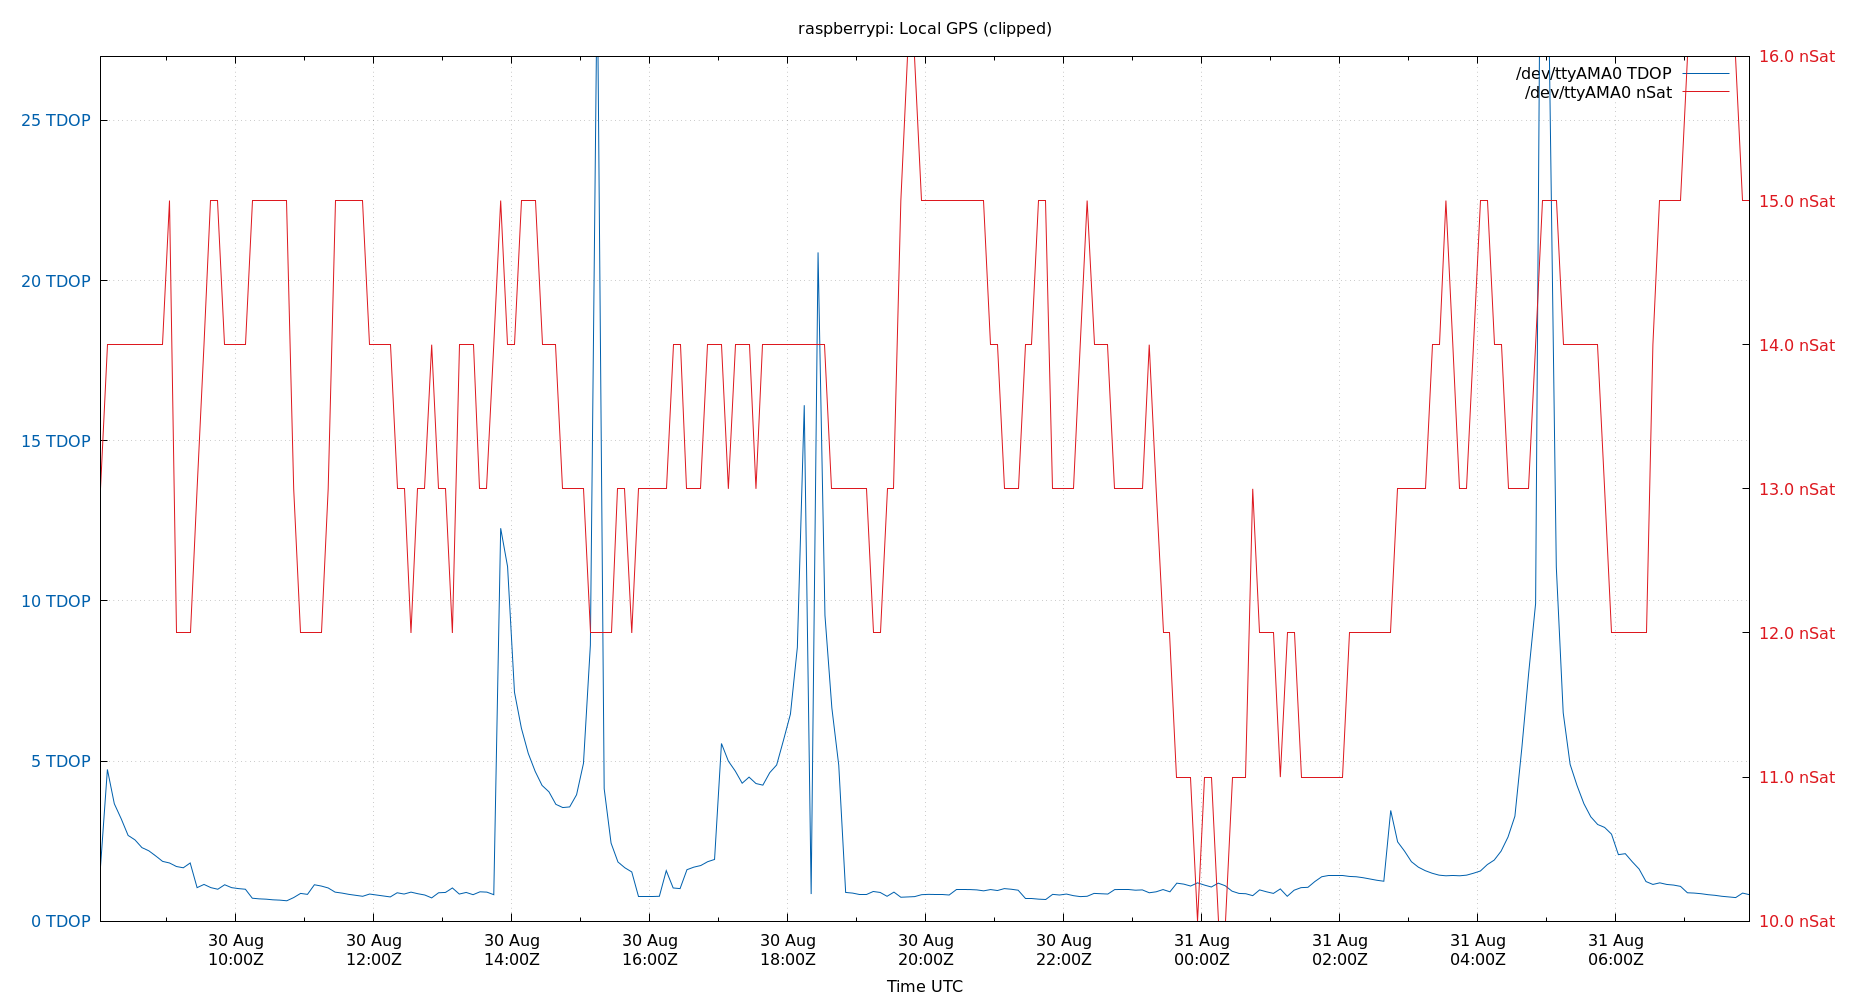 raspberrypi: Local GPS (clipped)
/dev/ttyAMA0 TDOP
/dev/ttyAMA0 nSat
25 TDOP
20 TDOP
15 TDOP
10 TDOP
5 TDOP
0 TDOP
16.0 nSat
15.0 nSat
14.0 nSat
13.0 nSat
12.0 nSat
11.0 nSat
10.0 nSat
30 Aug
10:00Z
30 Aug
12:00Z
30 Aug
14:00Z
30 Aug
16:00Z
30 Aug
18:00Z
30 Aug
20:00Z
30 Aug
22:00Z
31 Aug
00:00Z
31 Aug
02:00Z
31 Aug
04:00Z
31 Aug
06:00Z
Time UTC